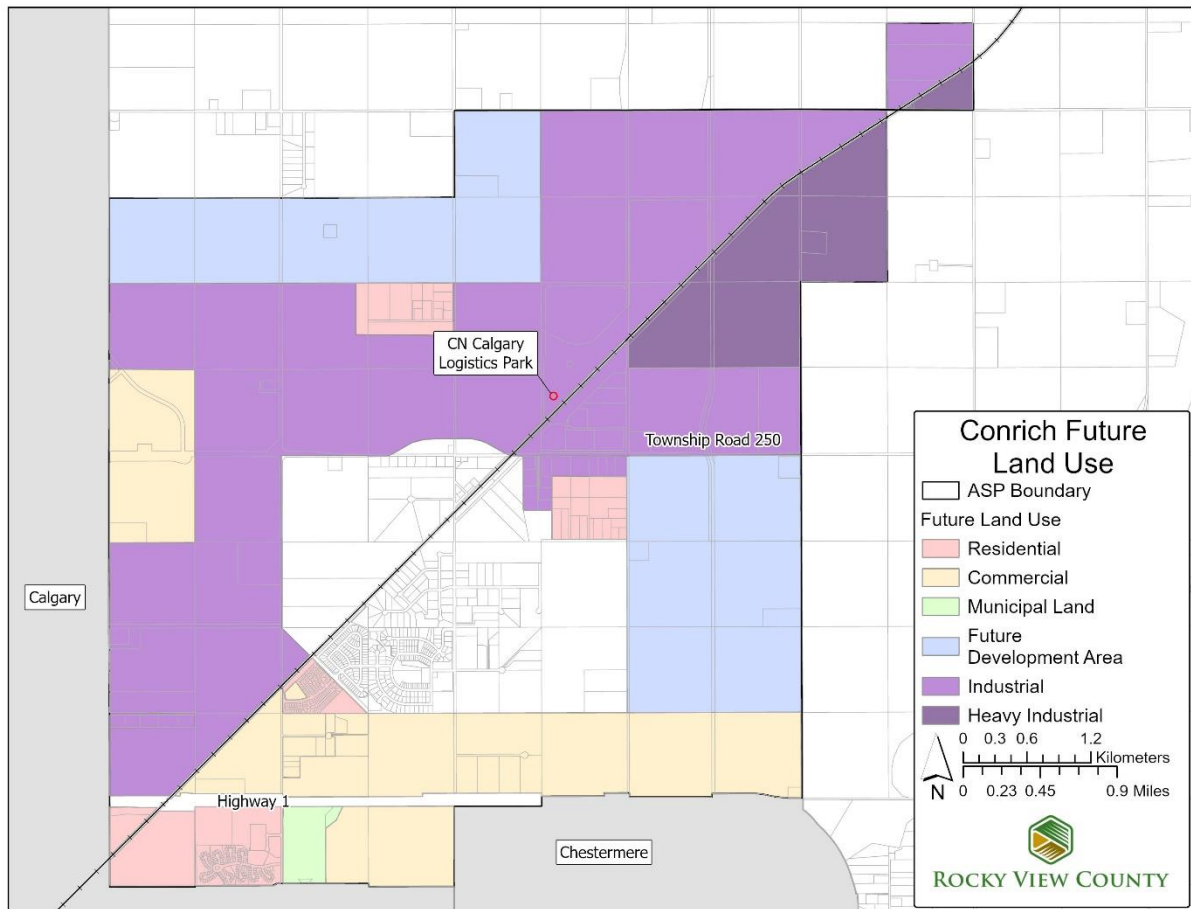 CN Calgary
Logistics Park
Township Road 250
Calgary
Highway 1
Chestermere
Conrich Future
Land Use
ASP Boundary
Future Land Use
Residential
Commercial
Municipal Land
Future
Development Area
Industrial
Heavy Industrial
0 0.3 0.6 1.2
Kilometers
N
0 0.23 0.45 0.9 Miles
ROCKY VIEW COUNTY